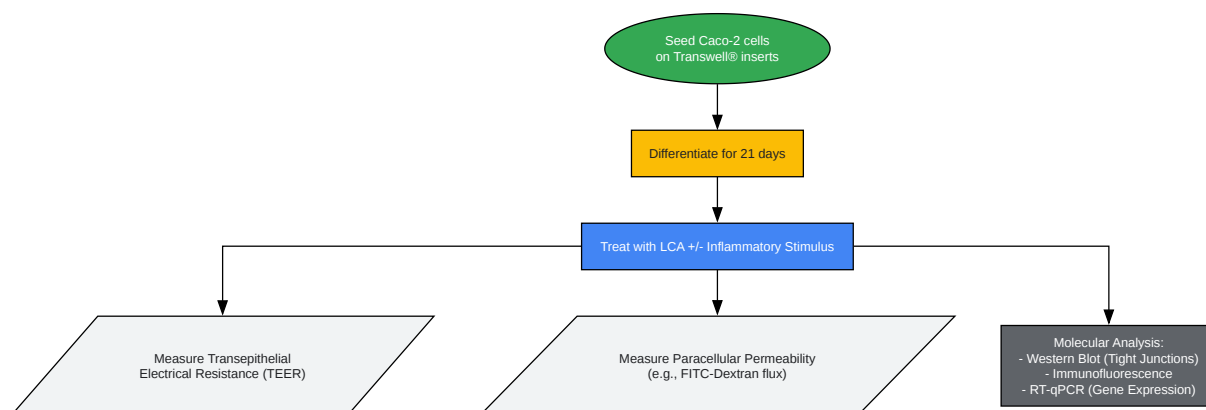 Seed Caco-2 cells
on Transwell® inserts
Differentiate for 21 days
Treat with LCA +/- Inflammatory Stimulus
Measure Transepithelial
Electrical Resistance (TEER)
Measure Paracellular Permeability
(e.g., FITC-Dextran flux)
Molecular Analysis:
- Western Blot (Tight Junctions)
- Immunofluorescence
- RT-qPCR (Gene Expression)